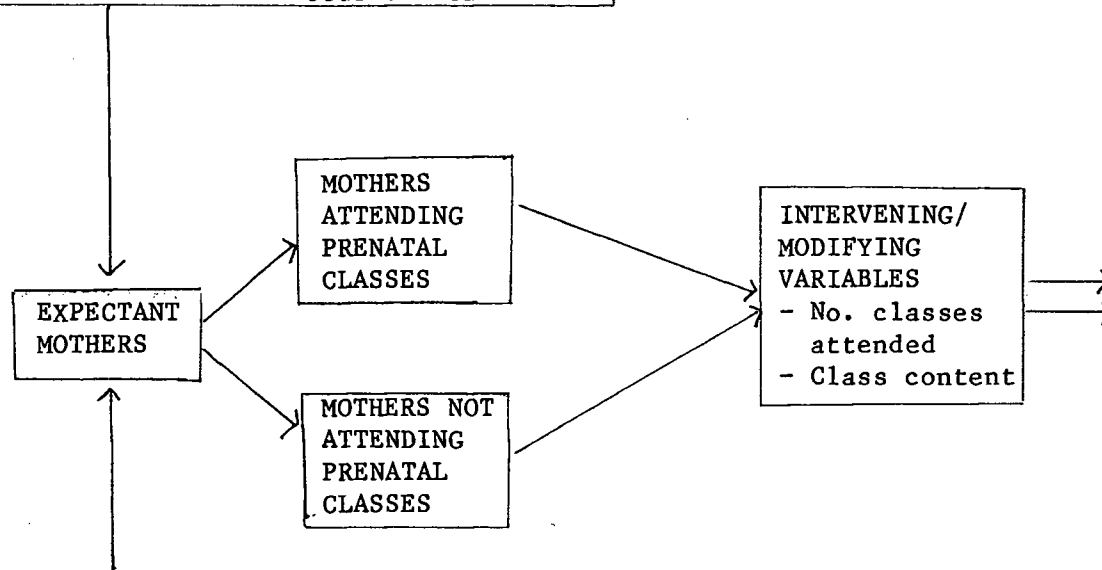 EXPECTANT
MOTHERS
MOTHERS
ATTENDING
PRENATAL
CLASSES
MOTHERS NOT
ATTENDING
PRENATAL
CLASSES
INTERVENING/
MODIFYING
VARIABLES
- No. classes
attended
- Class content